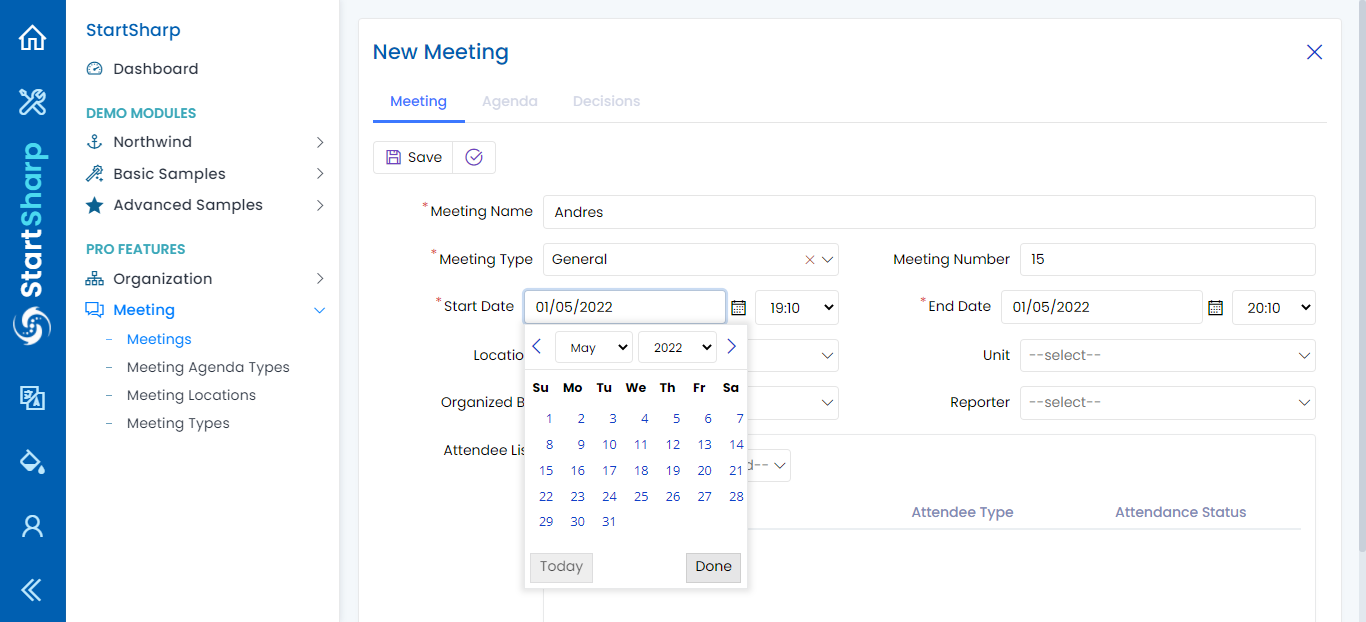 StartSharp
StartSharp
Dashboard
DEMO MODULES
Northwind
Basic Samples
Advanced Samples
PRO FEATURES
Organization
Meeting
Meetings
Meeting Agenda Types
Meeting Locations
Meeting Types
New Meeting
Meeting Agenda Decisions
Save
*Meeting Name Andres
*Meeting Type General Meeting Number 15
*Start Date 01/05/2022 19:10 *End Date 01/05/2022 20:10
Locatio Unit --select--
Organized B Reporter --select--
Attendee Lis d--
Attendee Type Attendance Status
May 2022
Su Mo Tu We Th Fr Sa
1 2 3 4 5 6 7
8 9 10 11 12 13 14
15 16 17 18 19 20 21
22 23 24 25 26 27 28
29 30 31
Today Done